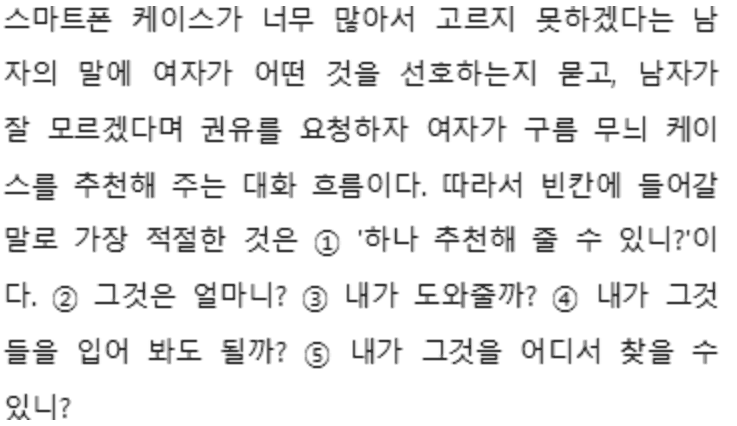 스마트폰 케이스가 너무 많아서 고르지 못하겠다는 남
자의 말에 여자가 어떤 것을 선호하는지 묻고, 남자가
잘 모르겠다며 권유를 요청하자 여자가 구름 무늬 케이
스를 추천해 주는 대화 흐름이다. 따라서 빈칸에 들어갈
말로 가장 적절한 것은 ① '하나 추천해 줄 수 있니?'이
다. ② 그것은 얼마니? ③ 내가 도와줄까? ④ 내가 그것
들을 입어 봐도 될까? ⑤ 내가 그것을 어디서 찾을 수
있니?